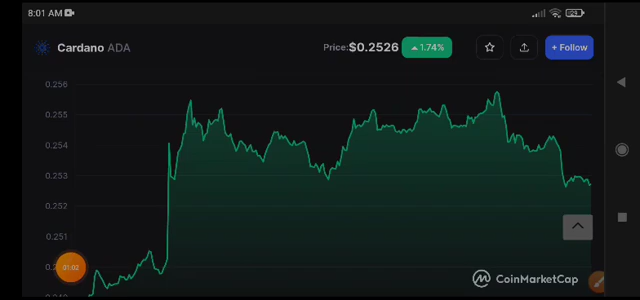 8:01 AM
Cardano ADA
Price: $0.2526 1.74%
+ Follow
0.256
0.255
0.254
0.253
0.252
0.251
01:02
CoinMarketCap